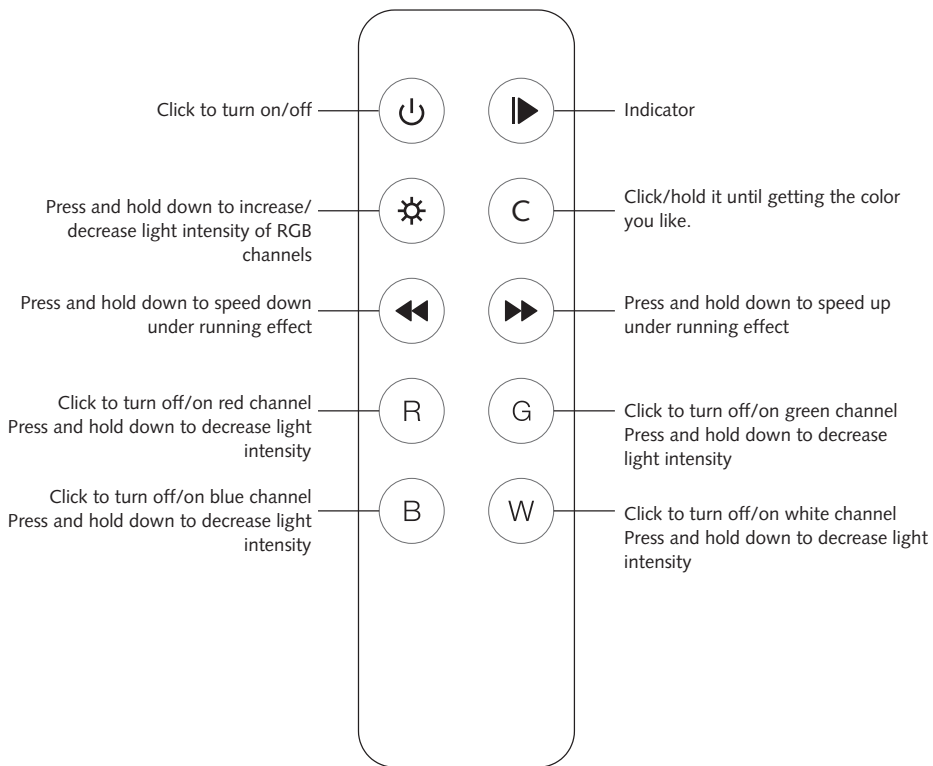 Click to turn on/off
Indicator
Press and hold down to increase/
decrease light intensity of RGB
channels
C
Click/hold it until getting the color
you like.
Press and hold down to speed down
under running effect
Press and hold down to speed up
under running effect
Click to turn off/on red channel
Press and hold down to decrease light
intensity
R
G
Click to turn off/on green channel
Press and hold down to decrease
light intensity
Click to turn off/on blue channel
Press and hold down to decrease light
intensity
B
W
Click to turn off/on white channel
Press and hold down to decrease light
intensity